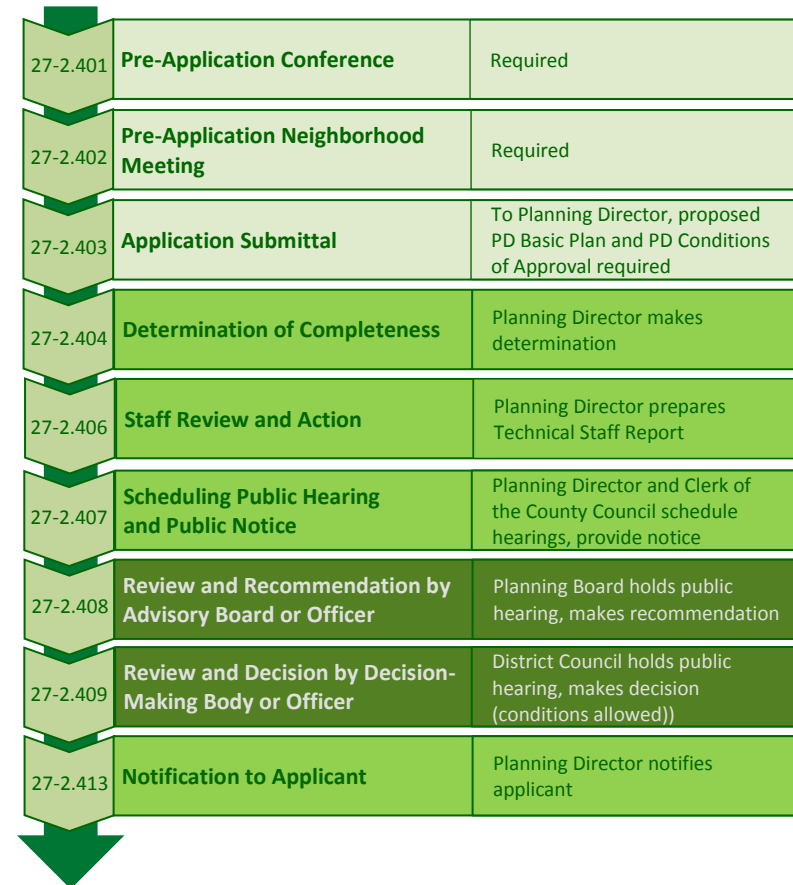 27-2.401
Pre-Application Conference
Required
27-2.402
Pre-Application Neighborhood
Meeting
Required
27-2.403
Application Submittal
To Planning Director, proposed
PD Basic Plan and PD Conditions
of Approval required
27-2.404
Determination of Completeness
Planning Director makes
determination
27-2.406
Staff Review and Action
Planning Director prepares
Technical Staff Report
27-2.407
Scheduling Public Hearing
and Public Notice
Planning Director and Clerk of
the County Council schedule
hearings, provide notice
27-2.408
Review and Recommendation by
Advisory Board or Officer
Planning Board holds public
hearing, makes recommendation
27-2.409
Review and Decision by Decision-
Making Body or Officer
District Council holds public
hearing, makes decision
(conditions allowed))
27-2.413
Notification to Applicant
Planning Director notifies
applicant